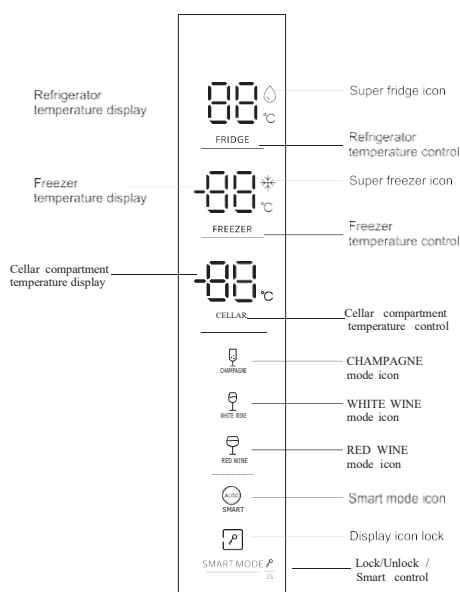 88
Super fridge icon
Refrigerator
temperature display
°C
FRIDGE
Refrigerator
temperature control
-88
Super freezer icon
Freezer
temperature display
°C
FREEZER
Freezer
temperature control
-88
Cellar compartment
temperature display
°C
CELLAR
Cellar compartment
temperature control
CHAMPAGNE
CHAMPAGNE
mode icon
WHITE WINE
WHITE WINE
mode icon
RED WINE
RED WINE
mode icon
AUTO
SMART
Smart mode icon
Display icon lock
SMART MODE
3S
Lock/Unlock /
Smart control